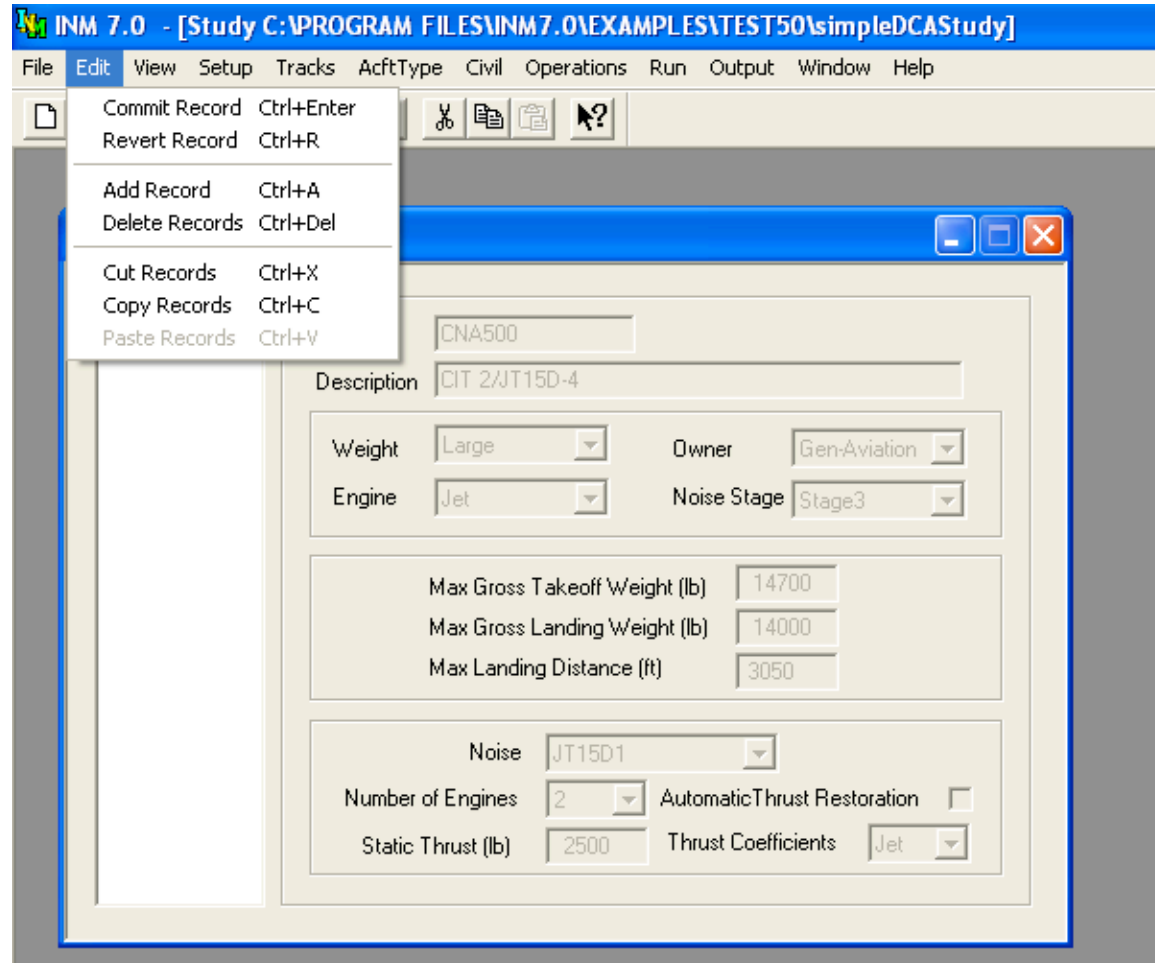 INM 7.0 - [Study C:\PROGRAM FILES\INM7.0\EXAMPLES\TEST50\simpleDCAStudy]
File Edit View Setup Tracks AcftType Civil Operations Run Output Window Help
Commit Record Ctrl+Enter
Revert Record Ctrl+R
Add Record Ctrl+A
Delete Records Ctrl+Del
Cut Records Ctrl+X
Copy Records Ctrl+C
Paste Records Ctrl+V
CNA500
Description CIT 2/JT15D-4
Weight Large Owner Gen-Aviation
Engine Jet Noise Stage Stage3
Max Gross Takeoff Weight (lb) 14700
Max Gross Landing Weight (lb) 14000
Max Landing Distance (ft) 3050
Noise JT15D1
Number of Engines 2 AutomaticThrust Restoration
Static Thrust (lb) 2500 Thrust Coefficients Jet